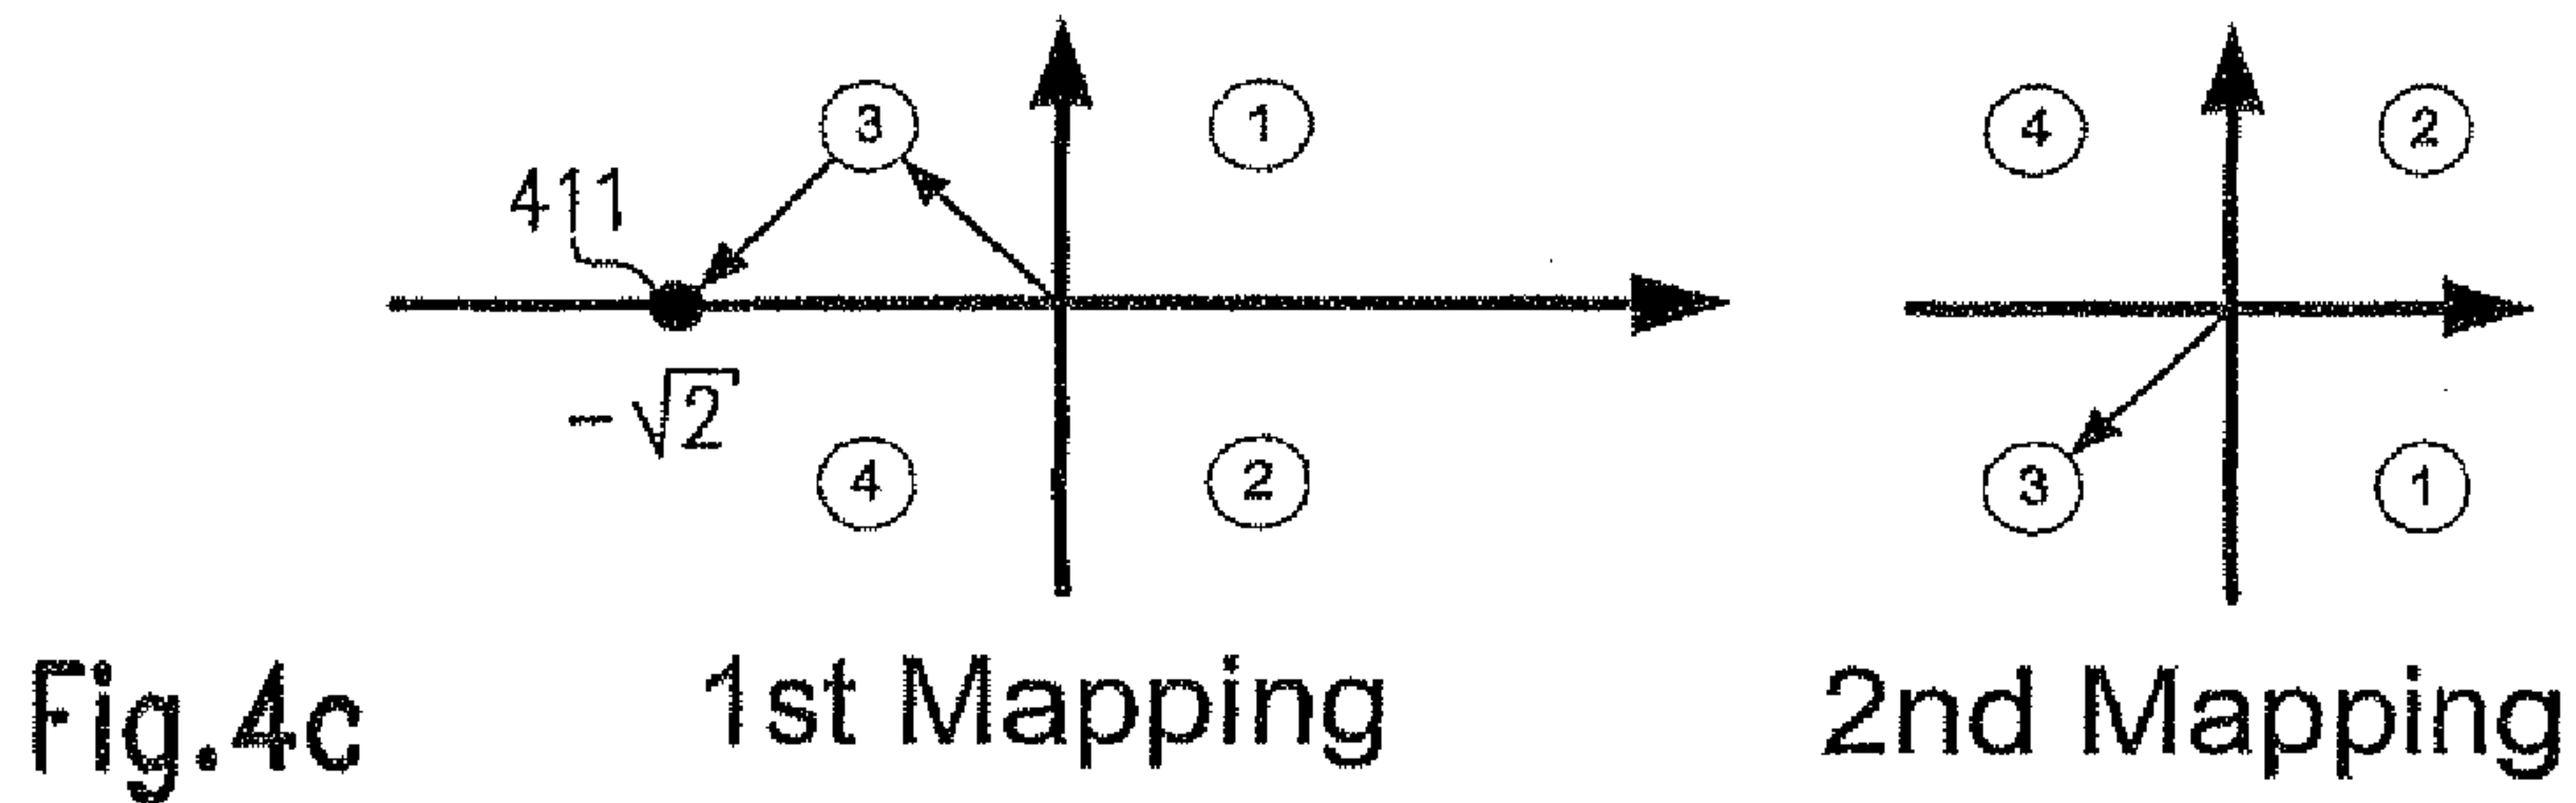 ③ ① ④ ②
411
-√2
④ ② ③ ①
Fig.4c 1st Mapping 2nd Mapping